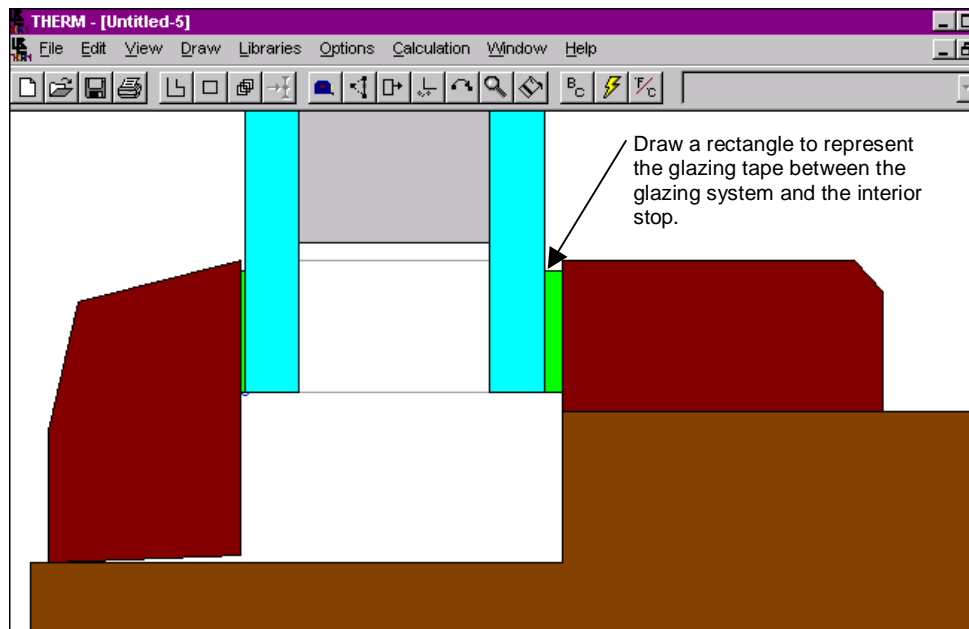 THERM - [Untitled-5]
File Edit View Draw Libraries Options Calculation Window Help
BC F/C
Draw a rectangle to represent
the glazing tape between the
glazing system and the interior
stop.